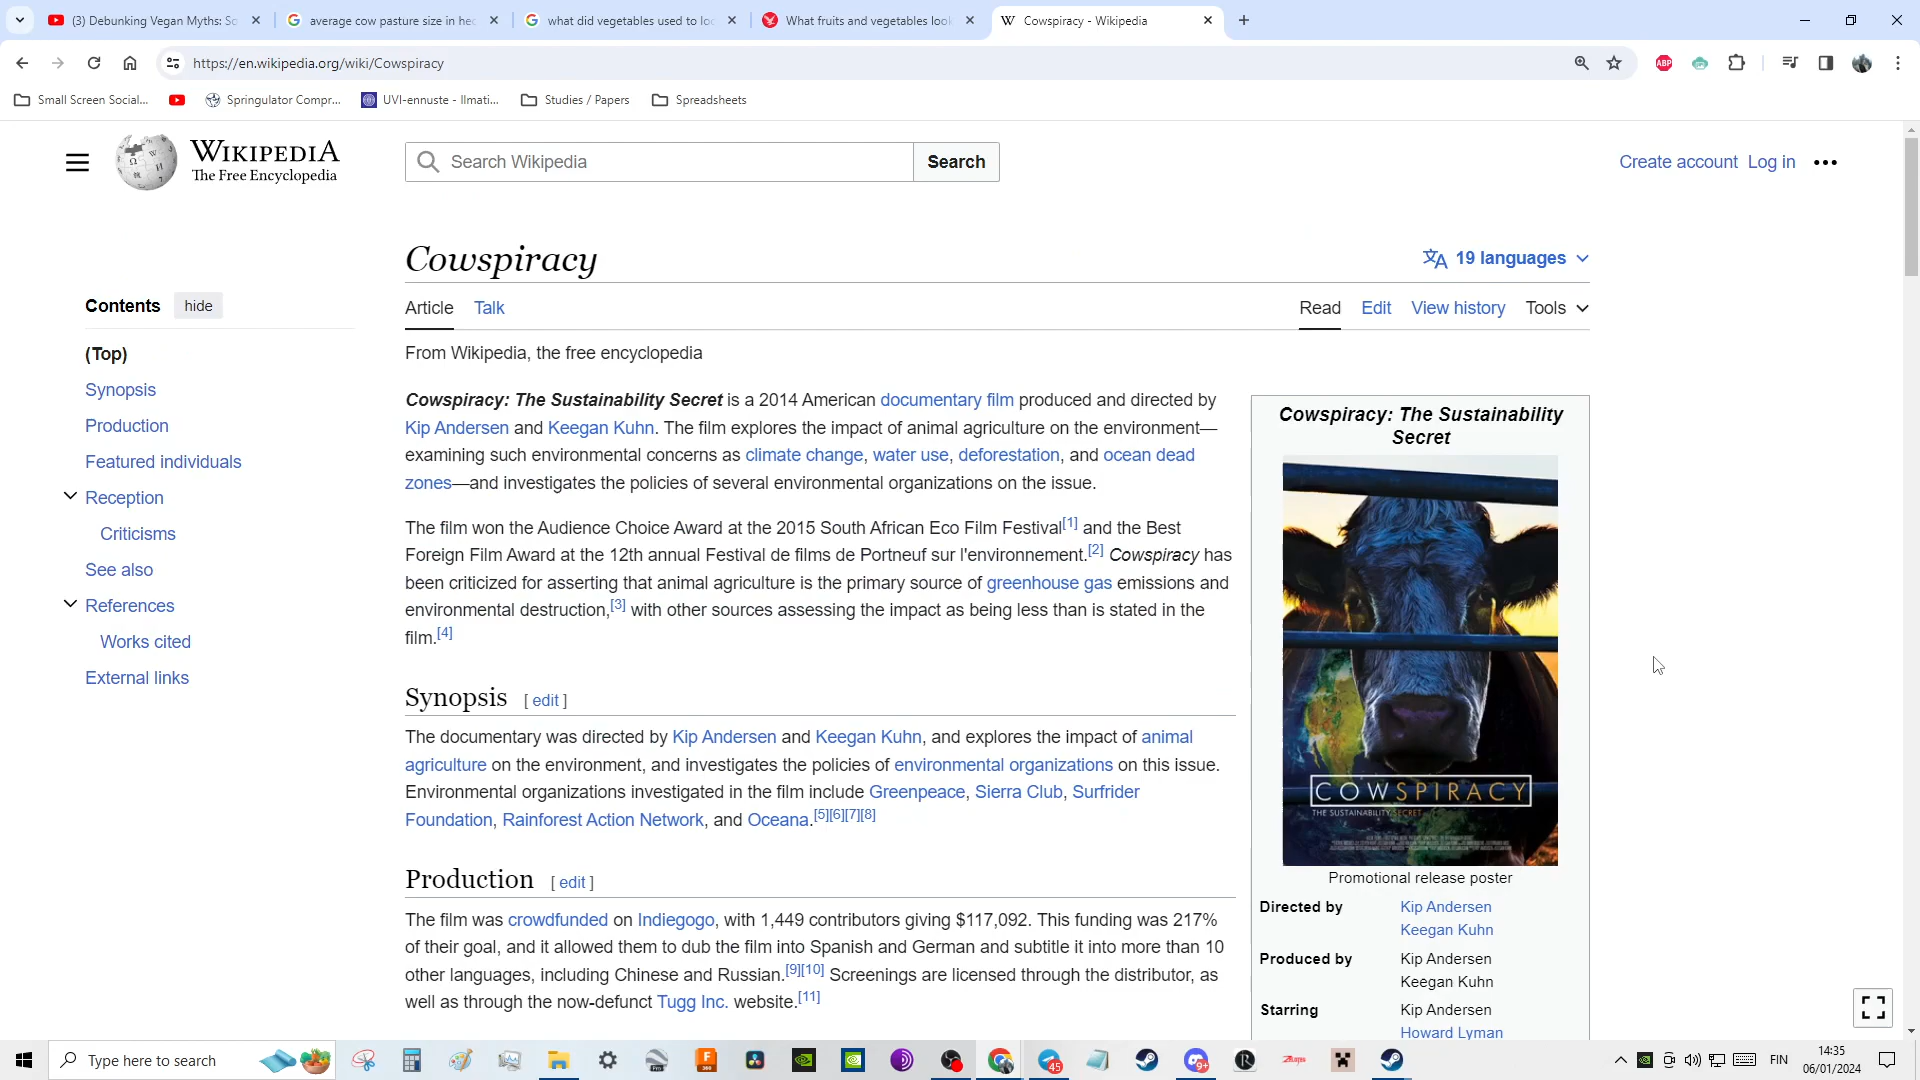 (3) Debunking Vegan Myths: So
average cow pasture size in hec
what did vegetables used to lo
What fruits and vegetables look
Cowspiracy - Wikipedia
https://en.wikipedia.org/wiki/Cowspiracy
ABP
Small Screen Social...
Springulator Compr...
UVI-ennuste - Ilmati...
Studies / Papers
Spreadsheets
WIKIPEDIA
The Free Encyclopedia
Search Wikipedia
Search
Create account
Log in
Cowspiracy
19 languages
Contents
hide
(Top)
Synopsis
Production
Featured individuals
Reception
Criticisms
See also
References
Works cited
External links
Article
Talk
Read
Edit
View history
Tools
From Wikipedia, the free encyclopedia
Cowspiracy: The Sustainability Secret is a 2014 American documentary film produced and directed by
Kip Andersen and Keegan Kuhn. The film explores the impact of animal agriculture on the environment—
examining such environmental concerns as climate change, water use, deforestation, and ocean dead
zones—and investigates the policies of several environmental organizations on the issue.
The film won the Audience Choice Award at the 2015 South African Eco Film Festival[1] and the Best
Foreign Film Award at the 12th annual Festival de films de Portneuf sur l'environnement.[2] Cowspiracy has
been criticized for asserting that animal agriculture is the primary source of greenhouse gas emissions and
environmental destruction,[3] with other sources assessing the impact as being less than is stated in the
film.[4]
Synopsis [ edit ]
The documentary was directed by Kip Andersen and Keegan Kuhn, and explores the impact of animal
agriculture on the environment, and investigates the policies of environmental organizations on this issue.
Environmental organizations investigated in the film include Greenpeace, Sierra Club, Surfrider
Foundation, Rainforest Action Network, and Oceana.[5][6][7][8]
Production [ edit ]
The film was crowdfunded on Indiegogo, with 1,449 contributors giving $117,092. This funding was 217%
of their goal, and it allowed them to dub the film into Spanish and German and subtitle it into more than 10
other languages, including Chinese and Russian.[9][10] Screenings are licensed through the distributor, as
well as through the now-defunct Tugg Inc. website.[11]
Cowspiracy: The Sustainability
Secret
COWSPIRACY
THE SUSTAINABILITY SECRET
Promotional release poster
Directed by
Kip Andersen
Keegan Kuhn
Produced by
Kip Andersen
Keegan Kuhn
Starring
Kip Andersen
Howard Lyman
Type here to search
45
9+
FIN
14:35
06/01/2024